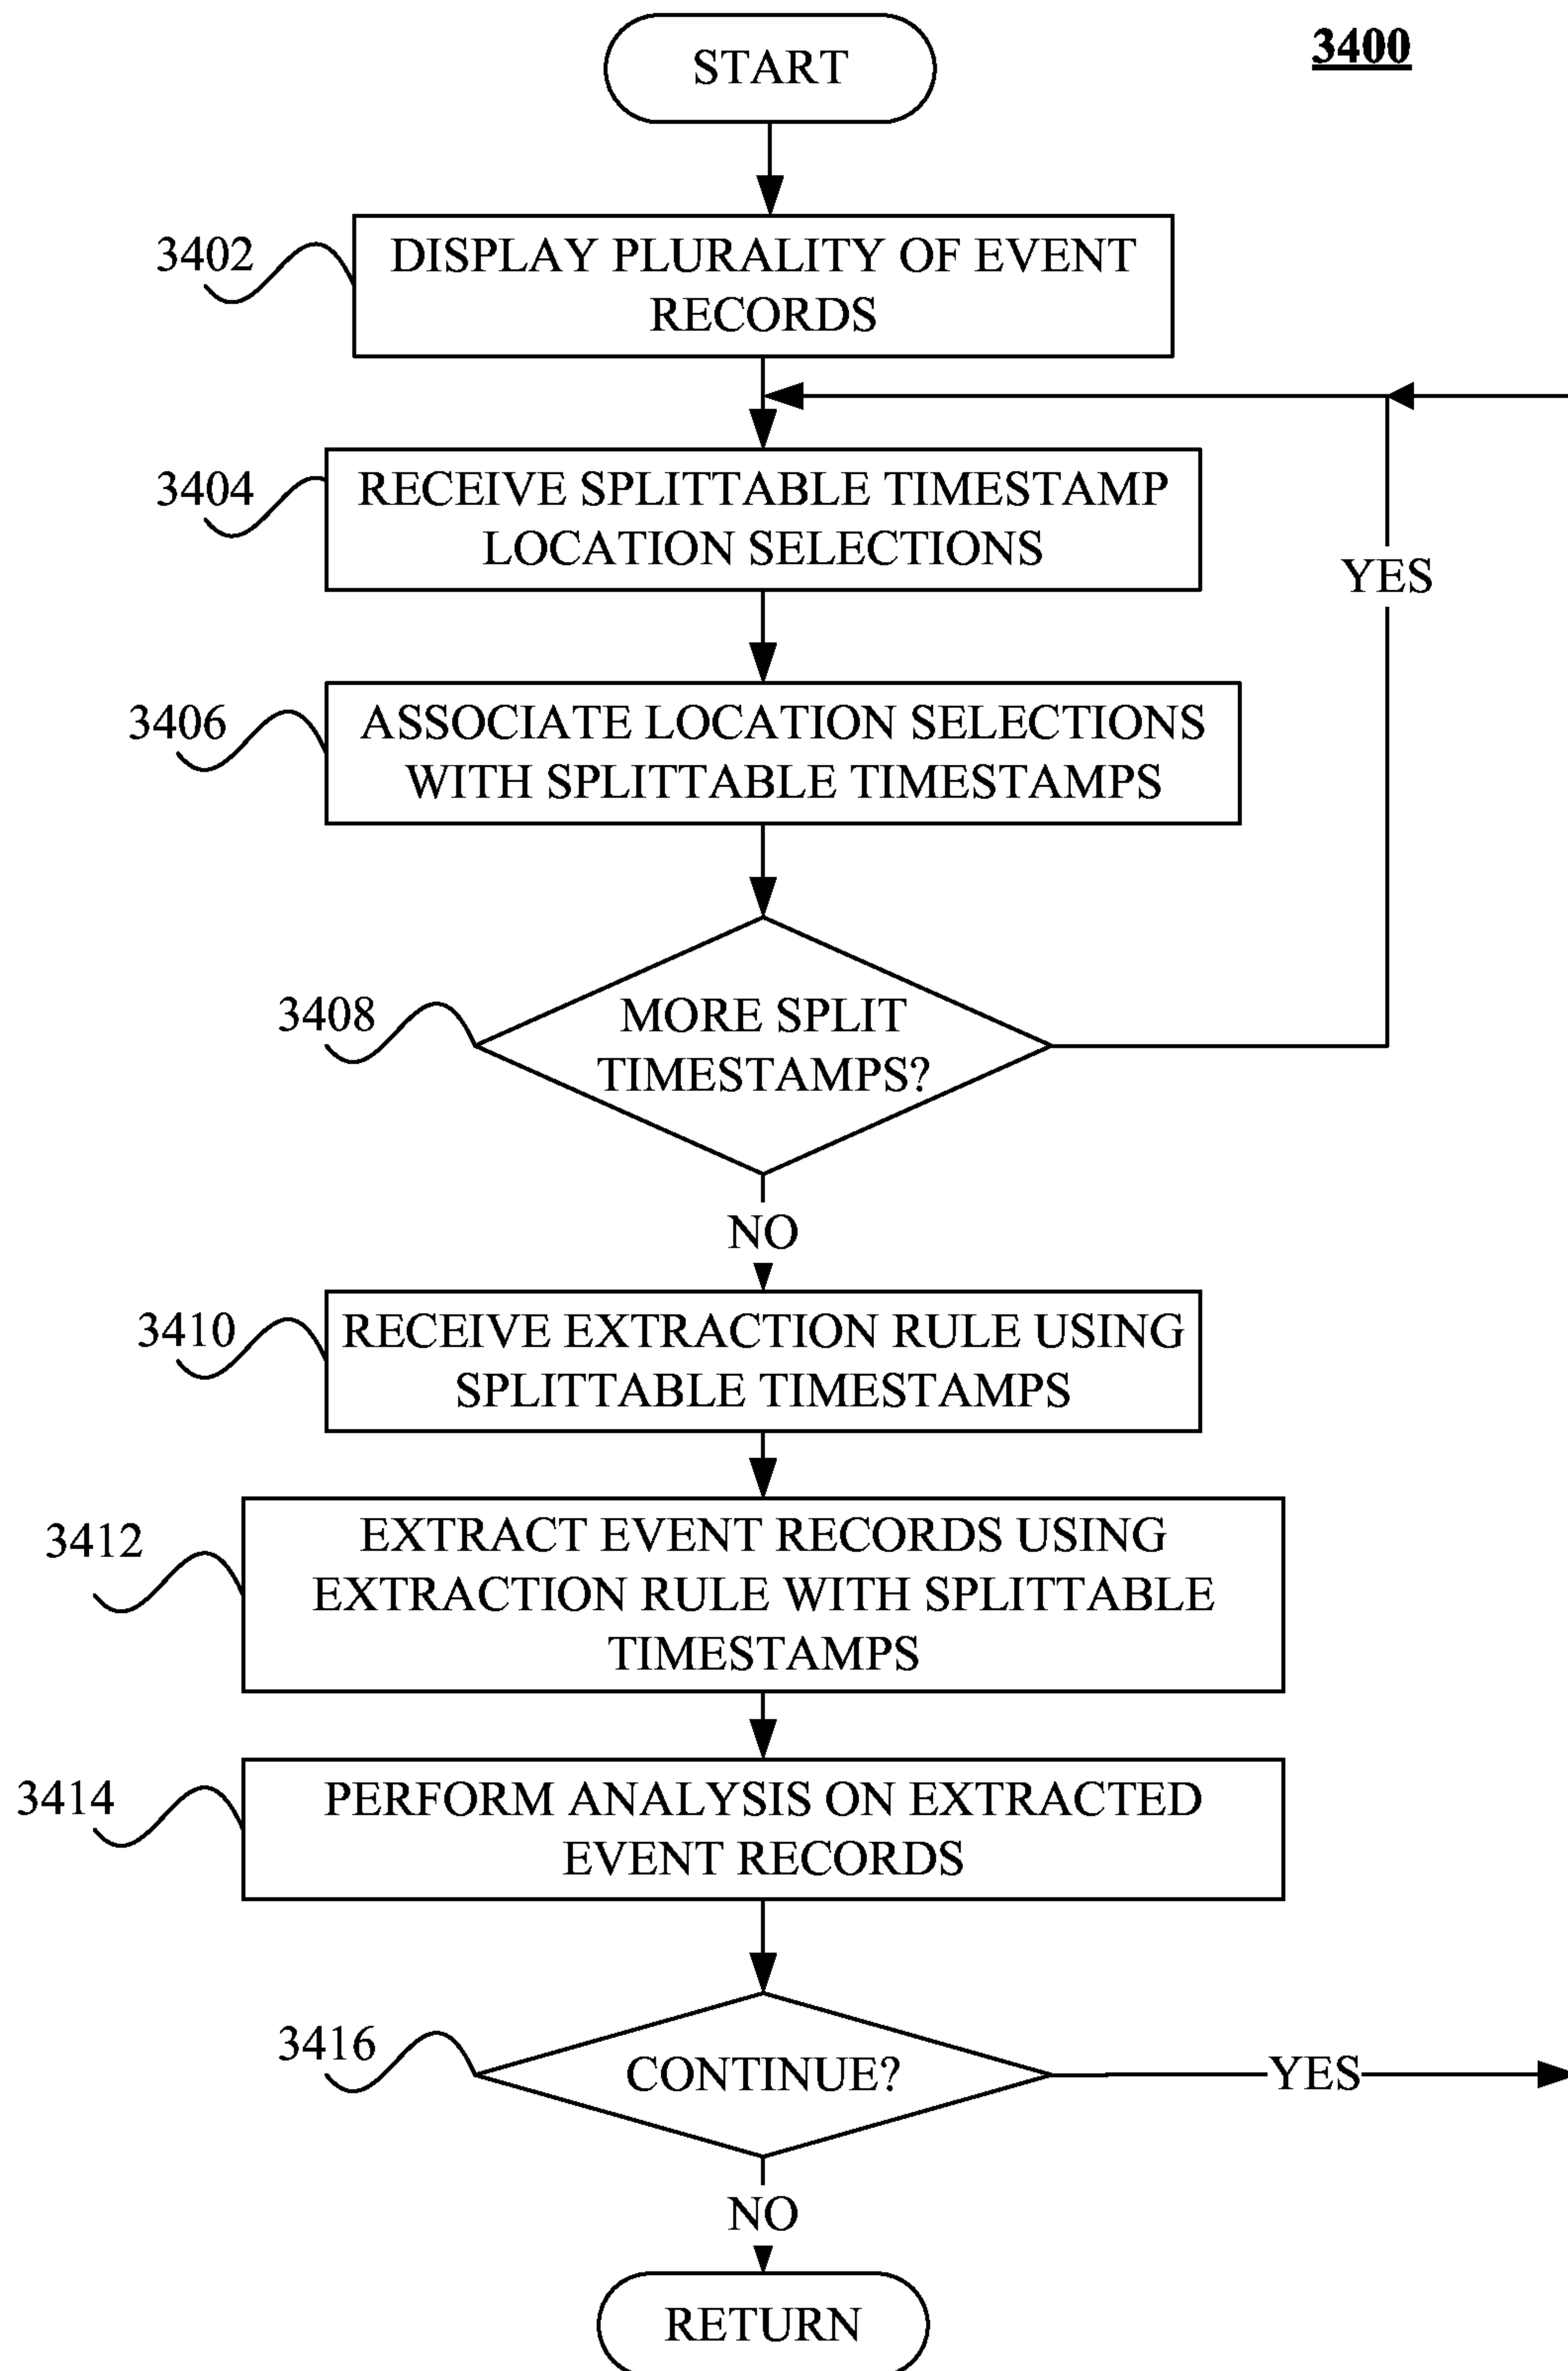 START
3400
3402
DISPLAY PLURALITY OF EVENT
RECORDS
3404
RECEIVE SPLITTABLE TIMESTAMP
LOCATION SELECTIONS
YES
3406
ASSOCIATE LOCATION SELECTIONS
WITH SPLITTABLE TIMESTAMPS
3408
MORE SPLIT
TIMESTAMPS?
NO
3410
RECEIVE EXTRACTION RULE USING
SPLITTABLE TIMESTAMPS
3412
EXTRACT EVENT RECORDS USING
EXTRACTION RULE WITH SPLITTABLE
TIMESTAMPS
3414
PERFORM ANALYSIS ON EXTRACTED
EVENT RECORDS
3416
CONTINUE?
YES
NO
RETURN